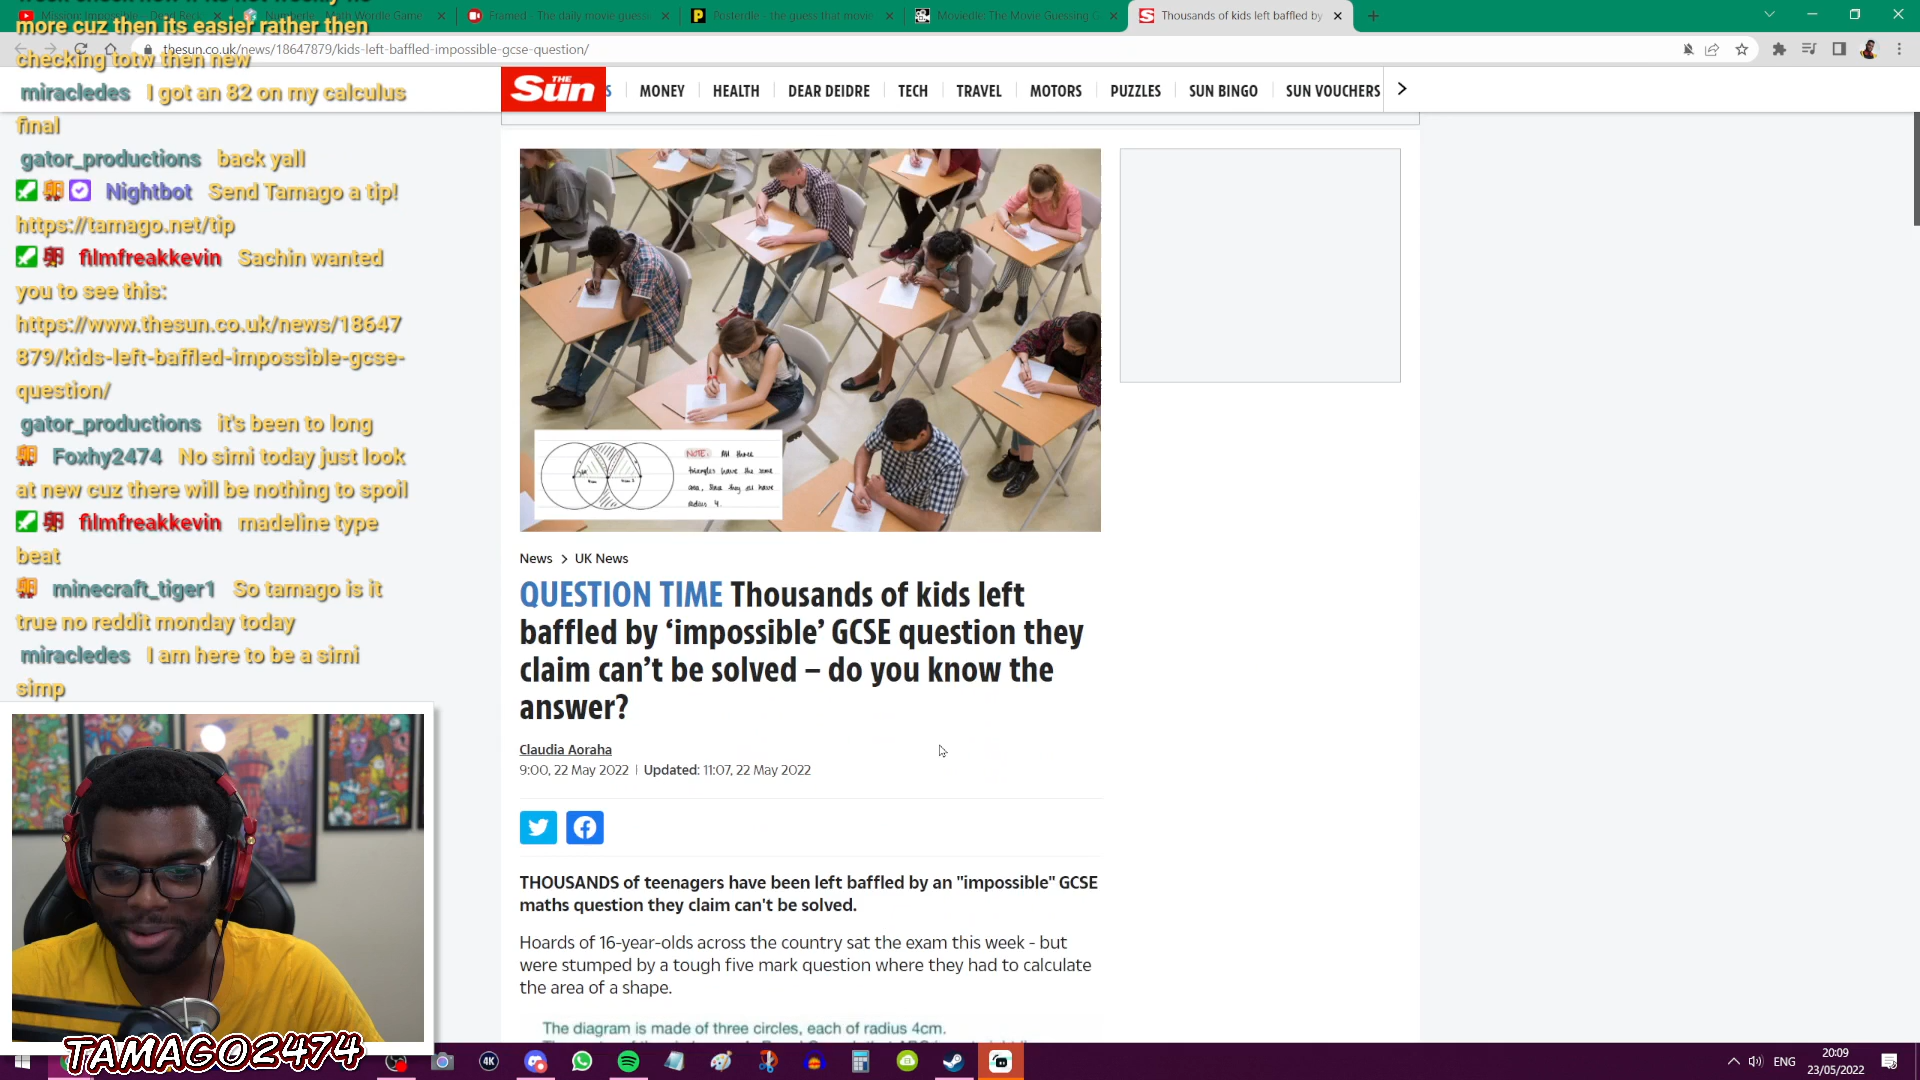 Mission: Impossible - Dead Reck
Math Wordle Game
Framed - The daily movie guess
Posterdle - the guess that movie
Moviedle: The Movie Guessing G
Thousands of kids left baffled by
thesun.co.uk/news/18647879/kids-left-baffled-impossible-gcse-question/
more cuz then its easier rather then
checking totw then new
miracledes I got an 82 on my calculus
final
gator_productions back yall
Nightbot Send Tamago a tip!
https://tamago.net/tip
filmfreakkevin Sachin wanted
you to see this:
https://www.thesun.co.uk/news/18647
879/kids-left-baffled-impossible-gcse-
question/
gator_productions it's been to long
Foxhy2474 No simi today just look
at new cuz there will be nothing to spoil
filmfreakkevin madeline type
beat
minecraft_tiger1 So tamago is it
true no reddit monday today
miracledes I am here to be a simi
simp
TAMAGO2474
THE Sun
S MONEY HEALTH DEAR DEIDRE TECH TRAVEL MOTORS PUZZLES SUN BINGO SUN VOUCHERS
NOTE: All three
triangles have the same
area, since they all have
radius 4.
News > UK News
QUESTION TIME Thousands of kids left
baffled by ‘impossible’ GCSE question they
claim can’t be solved – do you know the
answer?
Claudia Aoraha
9:00, 22 May 2022 | Updated: 11:07, 22 May 2022
THOUSANDS of teenagers have been left baffled by an "impossible" GCSE
maths question they claim can't be solved.
Hoards of 16-year-olds across the country sat the exam this week - but
were stumped by a tough five mark question where they had to calculate
the area of a shape.
The diagram is made of three circles, each of radius 4cm.
4K
ENG
20:09
23/05/2022